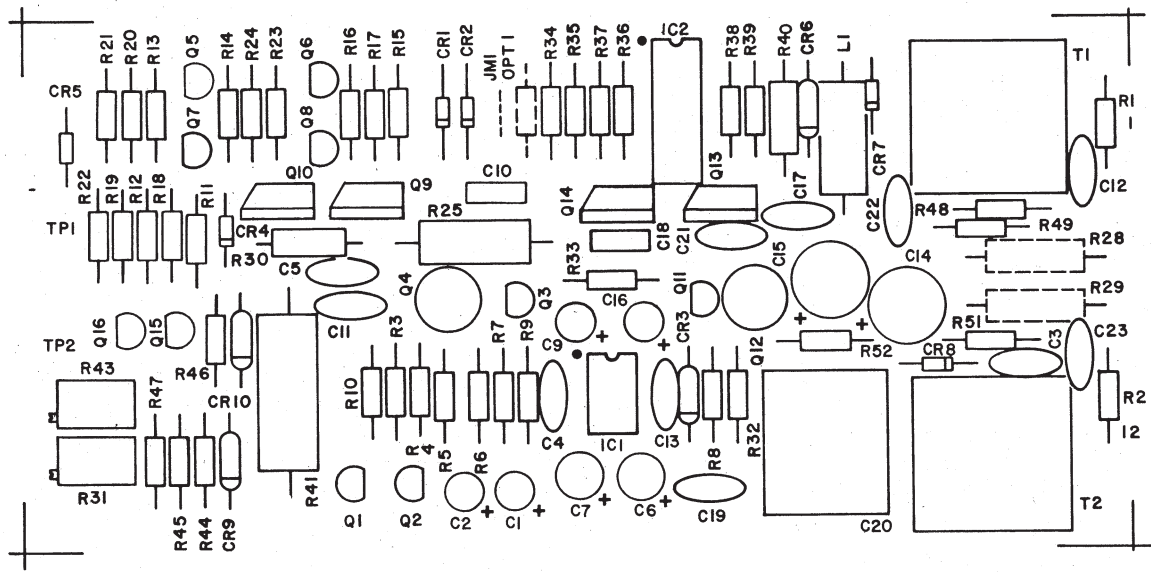 R21
R20
R13
Q5
R14
R24
R23
Q6
R16
R17
R15
CR1
CR2
JM1
OPT1
R34
R35
R37
R36
IC2
R38
R39
R40
CR6
L1
T1
CR5
Q7
Q8
R1
1
CR7
Q13
R22
R19
R12
R18
R11
Q10
Q9
C10
Q14
C17
C12
TP1
CR4
R25
C18
C21
C22
R48
R49
R28
R30
C5
Q4
R33
C16
Q3
Q11
C15
C14
R29
C11
C9
+
+
CR3
+
+
R51
C3
C23
TP2
Q16
Q15
R3
R7
R9
Q12
R52
CR8
R43
R47
R46
CR10
R10
R4
R5
R6
C4
IC1
C13
R8
R32
R2
12
R31
R45
R44
CR9
R41
Q1
Q2
C2
+
C1
+
C7
+
C6
+
C19
C20
T2